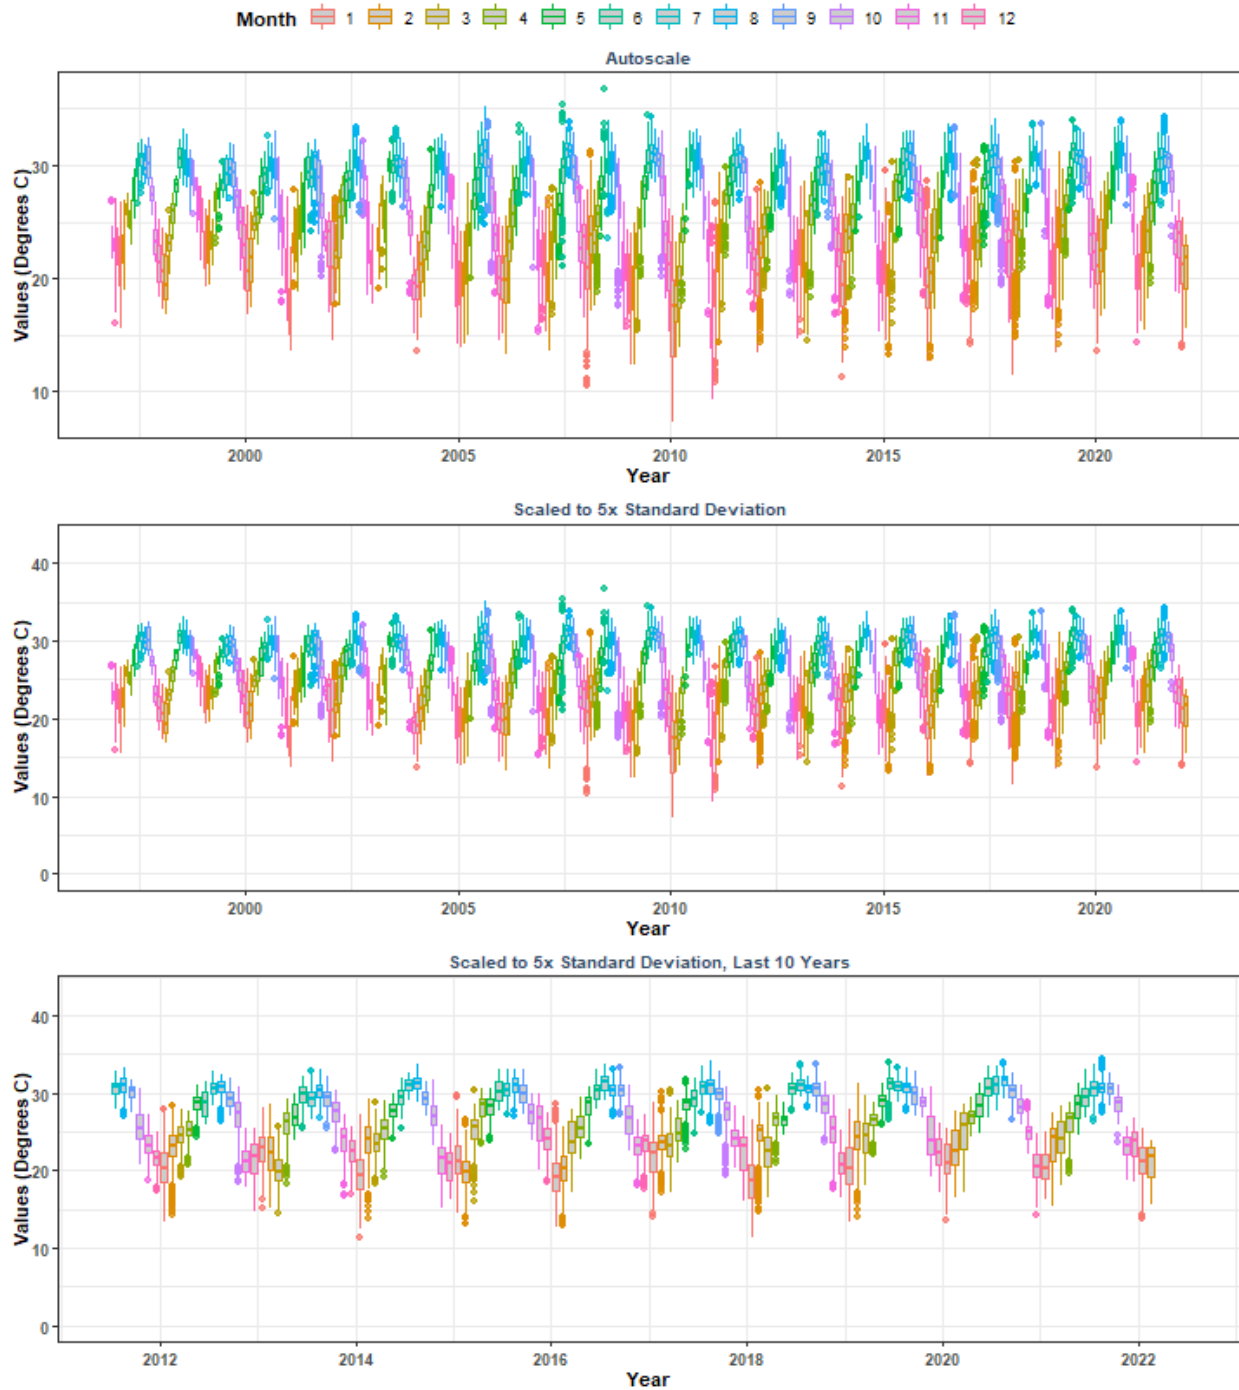 Month 1 2 3 4 5 6 7 8 9 10 11 12
Autoscale
Values (Degrees C)
30
20
10
2000 2005 2010 2015 2020
Year
Scaled to 5x Standard Deviation
Values (Degrees C)
40
30
20
10
0
2000 2005 2010 2015 2020
Year
Scaled to 5x Standard Deviation, Last 10 Years
Values (Degrees C)
40
30
20
10
0
2012 2014 2016 2018 2020 2022
Year